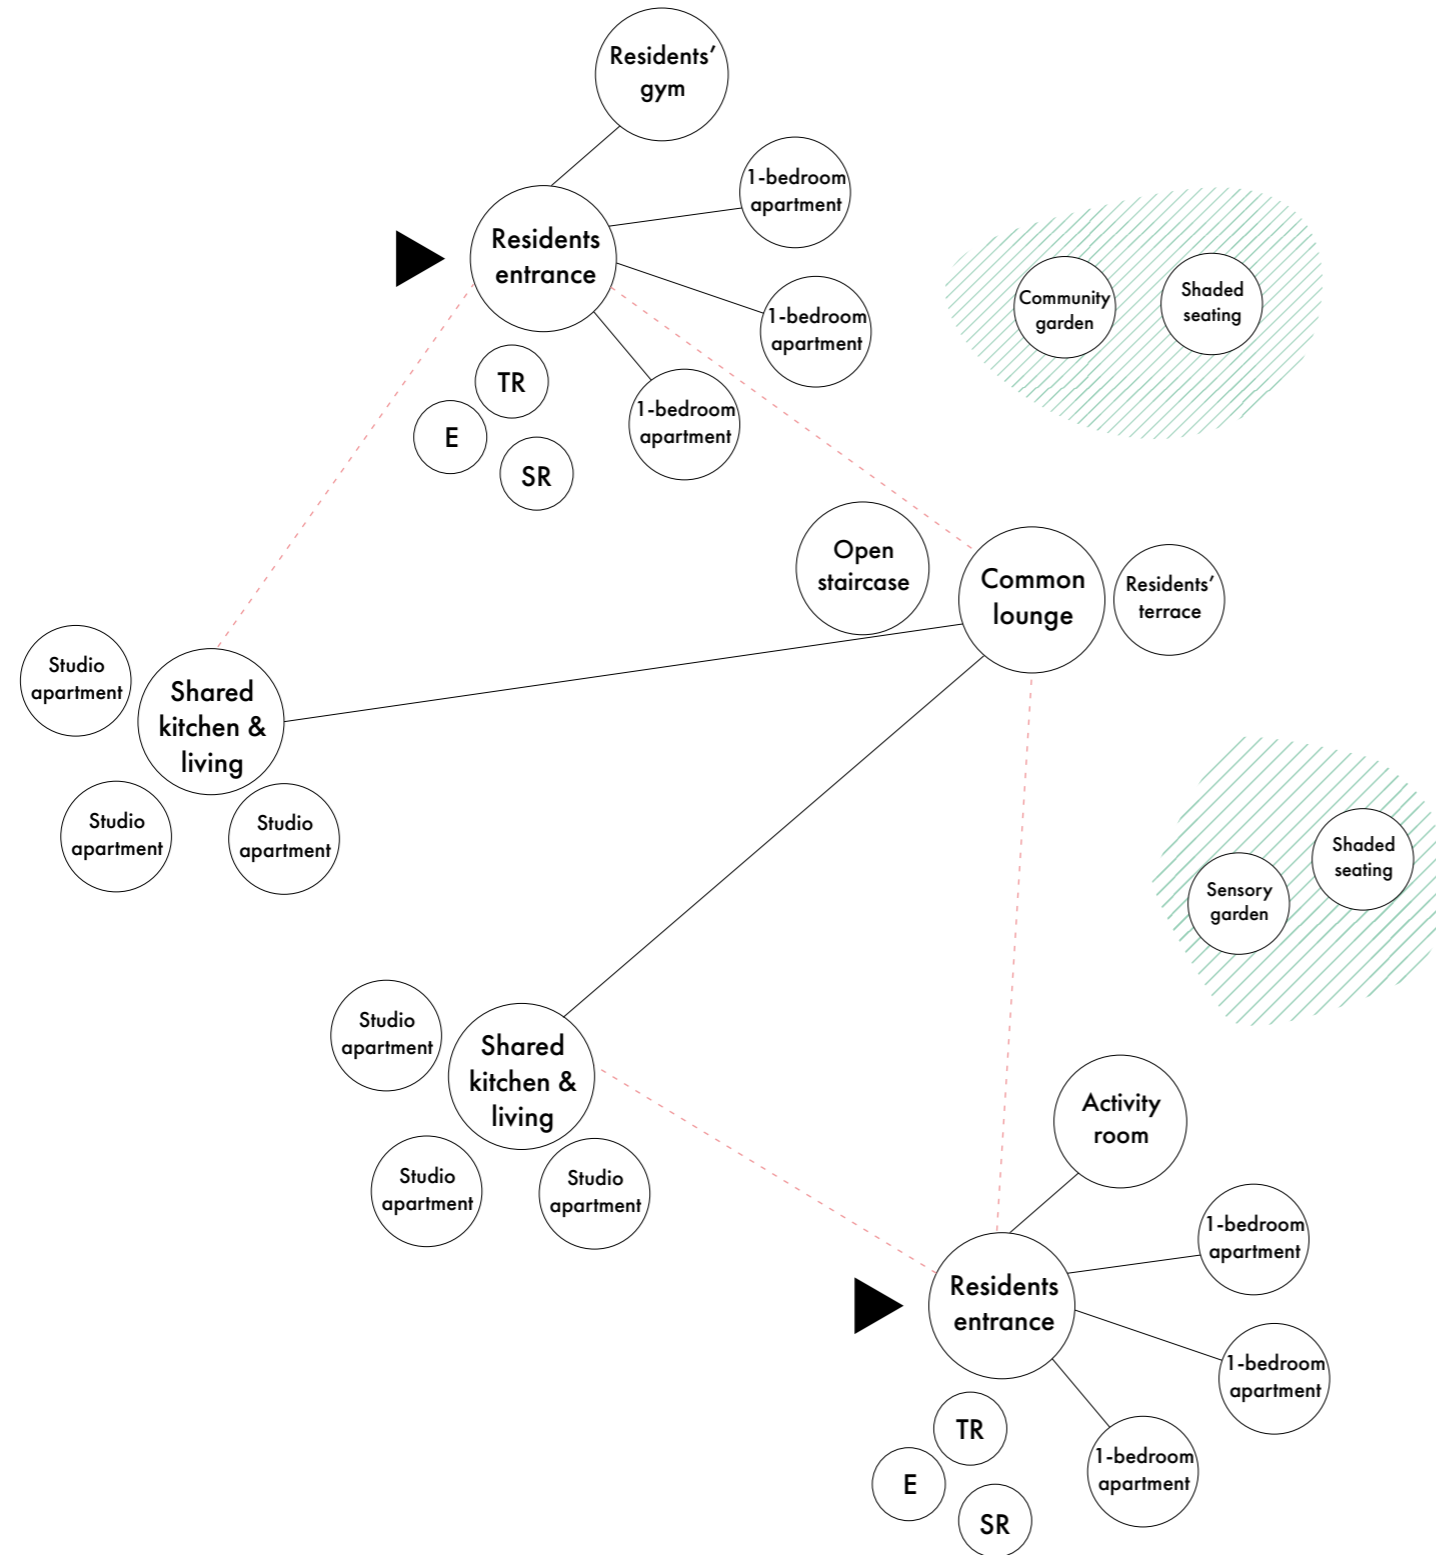 Residents’
gym
1-bedroom
apartment
Residents
entrance
1-bedroom
apartment
1-bedroom
apartment
TR
E
SR
Community
garden
Shaded
seating
Open
staircase
Common
lounge
Residents’
terrace
Studio
apartment
Shared
kitchen &
living
Studio
apartment
Studio
apartment
Shaded
seating
Sensory
garden
Studio
apartment
Shared
kitchen &
living
Studio
apartment
Studio
apartment
Activity
room
1-bedroom
apartment
Residents
entrance
1-bedroom
apartment
1-bedroom
apartment
TR
E
SR